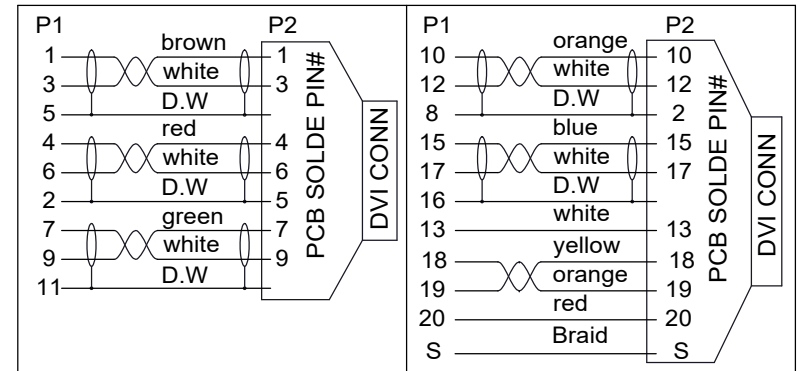 P1 P2
1 brown 1
3 white 3
5 D.W
4 red 4
6 white 6
2 D.W 5
7 green 7
9 white 9
11 D.W
PCB SOLDE PIN#
DVI CONN
P1 P2
10 orange 10
12 white 12
8 D.W 2
15 blue 15
17 white 17
16 D.W
13 white 13
18 yellow 18
19 orange 19
20 red 20
S Braid S
PCB SOLDE PIN#
DVI CONN